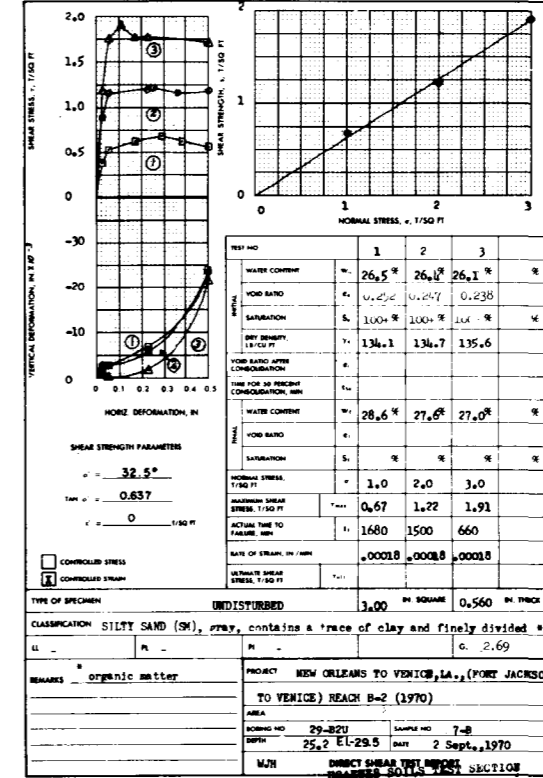 2.0
1.5
1.0
0.5
0
SHEAR STRESS, τ, T/SQ FT
③
②
①
2
1
0
SHEAR STRENGTH, s, T/SQ FT
0 1 2 3
NORMAL STRESS, σ, T/SQ FT
-30
-20
-10
0
VERTICAL DEFORMATION, IN X 10 -3
①
②
③
0 0.1 0.2 0.3 0.4 0.5
HORIZ. DEFORMATION, IN
SHEAR STRENGTH PARAMETERS
ø' = 32.5°
TAN ø' = 0.637
c' = 0 T/SQ FT
CONTROLLED STRESS
X CONTROLLED STRAIN
TEST NO 1 2 3
INITIAL
WATER CONTENT 26.5 % 26.4 % 26.1 % %
VOID RATIO 0.252 0.247 0.238
SATURATION 100+ % 100+ % % %
DRY DENSITY, LB/CU FT 134.1 134.7 135.6
VOID RATIO AFTER CONSOLIDATION
TIME FOR 50 PERCENT CONSOLIDATION, MIN
FINAL
WATER CONTENT 28.6 % 27.6 % 27.0 % %
VOID RATIO
SATURATION % % % %
NORMAL STRESS, T/SQ FT σ 1.0 2.0 3.0
MAXIMUM SHEAR STRESS, T/SQ FT 0.67 1.22 1.91
ACTUAL TIME TO FAILURE, MIN 1680 1500 660
RATE OF STRAIN, IN/MIN .00018 .00018 .00018
ULTIMATE SHEAR STRESS, T/SQ FT
TYPE OF SPECIMEN UNDISTURBED 3.00 IN. SQUARE 0.560 IN. THICK
CLASSIFICATION SILTY SAND (SM), gray, contains a trace of clay and finely divided *
LL - PL - PI - G. 2.69
REMARKS * organic matter
PROJECT NEW ORLEANS TO VENICE, LA., (FORT JACKSO
TO VENICE) REACH B-2 (1970)
AREA
BORING NO 29-B2U SAMPLE NO 7-B
DEPTH 25.2 EL-29.5 DATE 2 Sept., 1970
WJH DIRECT SHEAR TEST REPORT
SOILS TEST SECTION